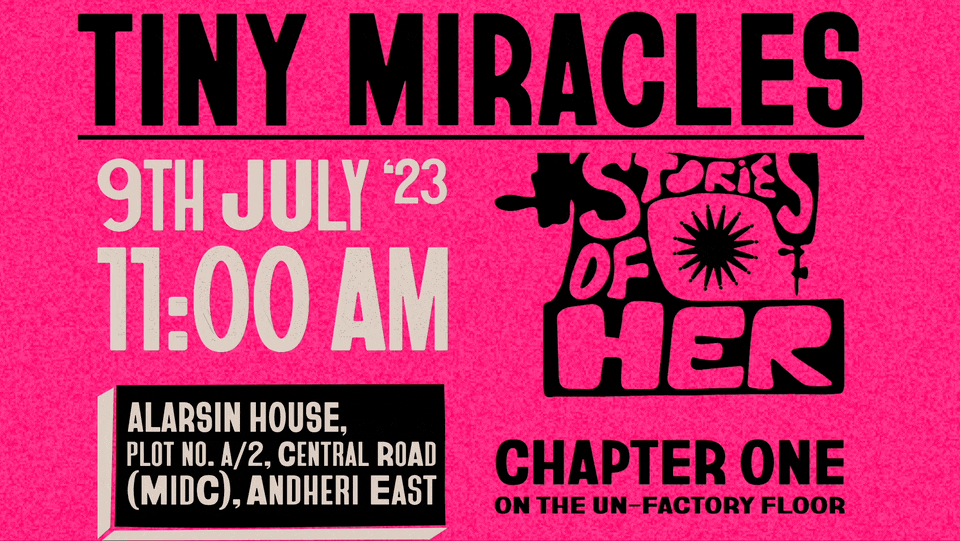 TINY MIRACLES
9TH JULY '23
11:00 AM
ALARSIN HOUSE,
PLOT NO. A/2, CENTRAL ROAD
(MIDC), ANDHERI EAST
STORIES
OF
HER
CHAPTER ONE
ON THE UN-FACTORY FLOOR